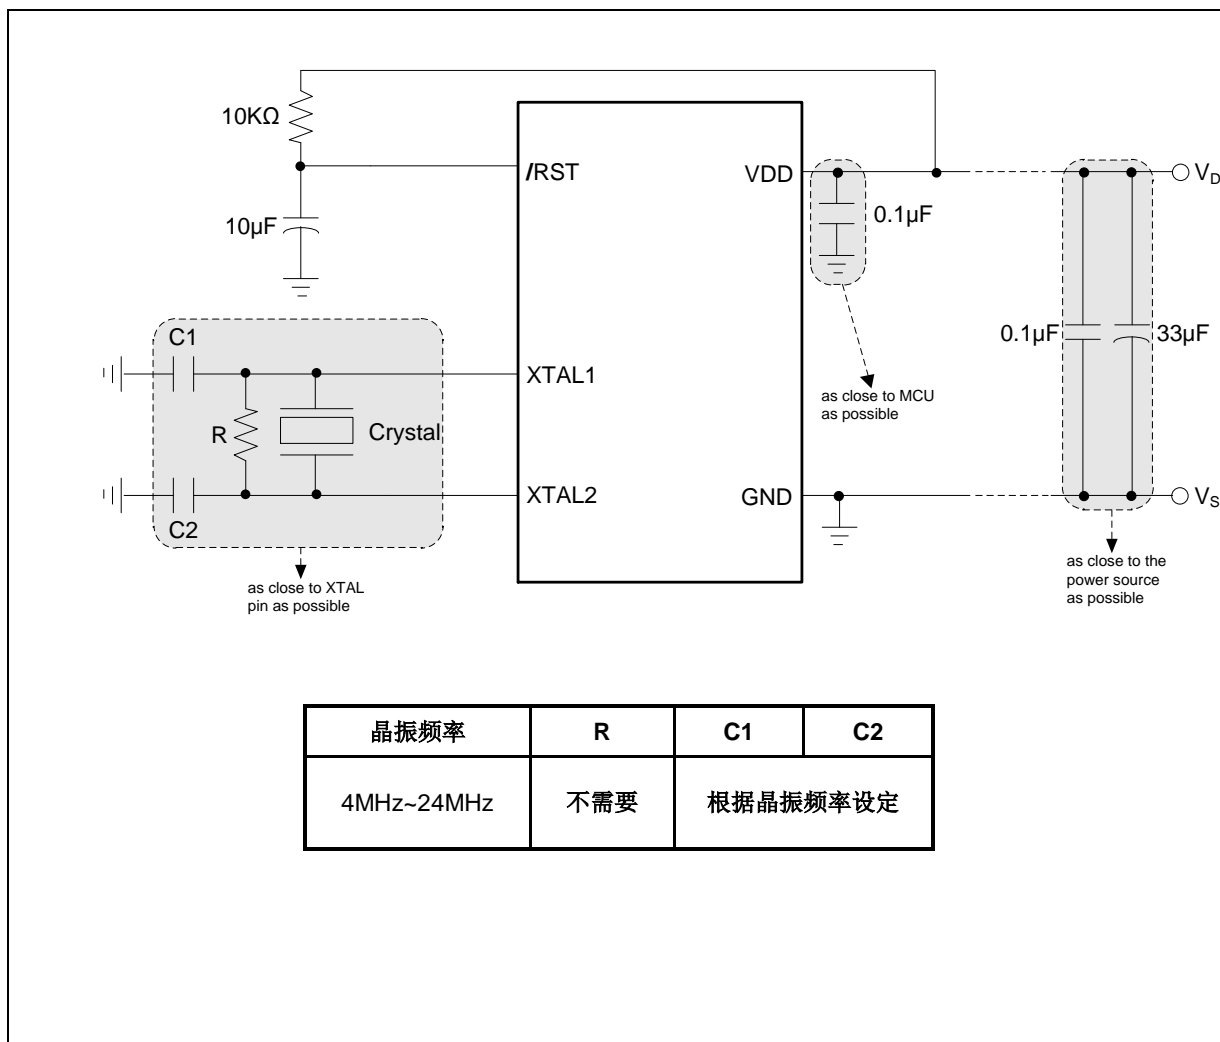 10KΩ
/RST
VDD
V_D
10µF
0.1µF
C1
0.1µF
33µF
XTAL1
as close to MCU
as possible
R
Crystal
XTAL2
GND
V_S
C2
as close to XTAL
pin as possible
as close to the
power source
as possible
晶振频率 R C1 C2
4MHz~24MHz 不需要 根据晶振频率设定